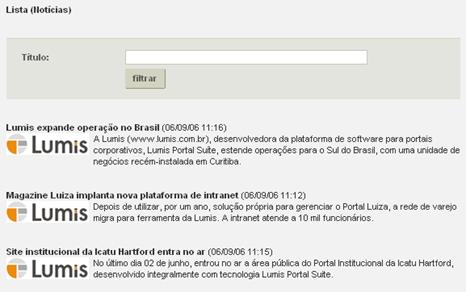 Lista (Notícias)
Título:
filtrar
Lumis expande operação no Brasil (06/09/06 11:16)
Lumis
A Lumis (www.lumis.com.br), desenvolvedora da plataforma de software para portais
corporativos, Lumis Portal Suite, estende operações para o Sul do Brasil, com uma unidade de
negócios recém-instalada em Curitiba.
Magazine Luiza implanta nova plataforma de intranet (06/09/06 11:12)
Lumis
Depois de utilizar, por um ano, solução própria para gerenciar o Portal Luiza, a rede de varejo
migra para ferramenta da Lumis. A intranet atende a 10 mil funcionários.
Site institucional da Icatu Hartford entra no ar (06/09/06 11:15)
Lumis
No último dia 02 de junho, entrou no ar a área pública do Portal Institucional da Icatu Hartford,
desenvolvido integralmente com tecnologia Lumis Portal Suite.